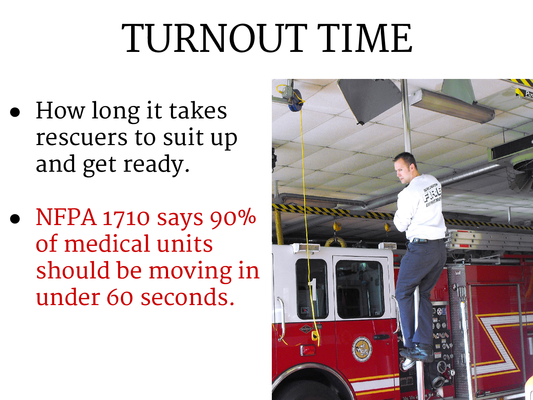 TURNOUT TIME
● How long it takes
rescuers to suit up
and get ready.
● NFPA 1710 says 90%
of medical units
should be moving in
under 60 seconds.
FIRE